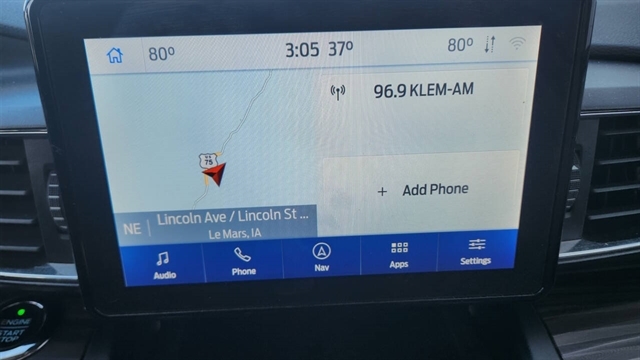 80° 3:05 37° 80°
96.9 KLEM-AM
US
75
+ Add Phone
NE Lincoln Ave / Lincoln St ...
Le Mars, IA
Audio Phone Nav Apps Settings
ENGINE
START
STOP